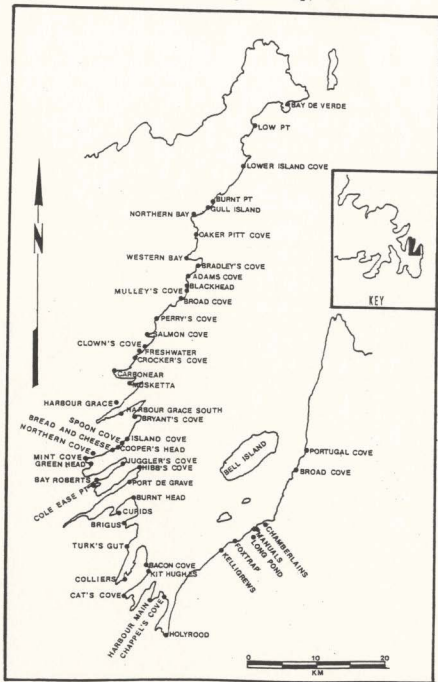 BAY DE VERDE
LOW PT
LOWER ISLAND COVE
BURNT PT
GULL ISLAND
NORTHERN BAY
OAKER PITT COVE
WESTERN BAY
BRADLEY'S COVE
ADAMS COVE
BLACKHEAD
MULLEY'S COVE
BROAD COVE
PERRY'S COVE
SALMON COVE
CLOWN'S COVE
FRESHWATER
CROCKER'S COVE
CARBONEAR
MUSKETTA
HARBOUR GRACE
HARBOUR GRACE SOUTH
BRYANT'S COVE
SPOON COVE
ISLAND COVE
BREAD AND CHEESE
COOPER'S HEAD
NORTHERN COVE
JUGGLER'S COVE
MINT COVE
HIBB'S COVE
GREEN HEAD
BAY ROBERTS
PORT DE GRAVE
COLE EASE PT
BURNT HEAD
CUPIDS
BRIGUS
TURK'S GUT
BACON COVE
KIT HUGHES
COLLIERS
CAT'S COVE
HARBOUR MAIN
CHAPPEL'S COVE
HOLYROOD
KELLIGREWS
FOXTRAP
LONG POND
MANUALS
CHAMBERLAINS
BROAD COVE
PORTUGAL COVE
BELL ISLAND
N
KEY
0 10 20
KM